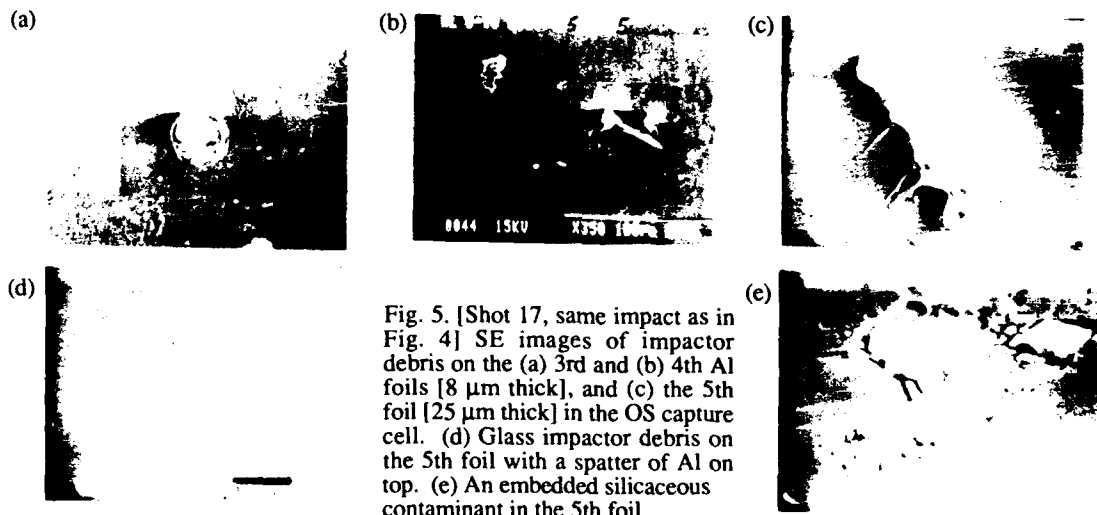 (a)
(b)
(c)
5 5
0044 15KV X350 100μm
(d)
(e)
Fig. 5. [Shot 17, same impact as in
Fig. 4] SE images of impactor
debris on the (a) 3rd and (b) 4th Al
foils [8 μm thick], and (c) the 5th
foil [25 μm thick] in the OS capture
cell. (d) Glass impactor debris on
the 5th foil with a spatter of Al on
top. (e) An embedded silicaceous
contaminant in the 5th foil